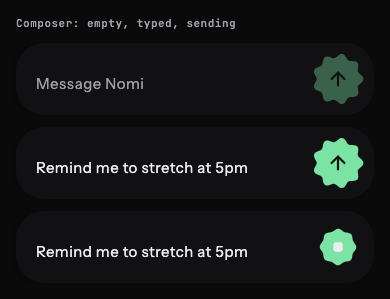 Composer: empty, typed, sending
Message Nomi
Remind me to stretch at 5pm
Remind me to stretch at 5pm